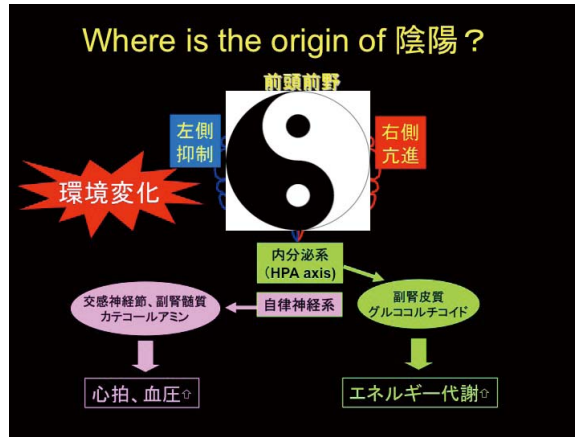 Where is the origin of 陰陽？
前頭前野
左側
抑制
右側
亢進
環境変化
内分泌系
(HPA axis)
交感神経節、副腎髄質
カテコールアミン
自律神経系
副腎皮質
グルココルチコイド
心拍、血圧⇧
エネルギー代謝⇧